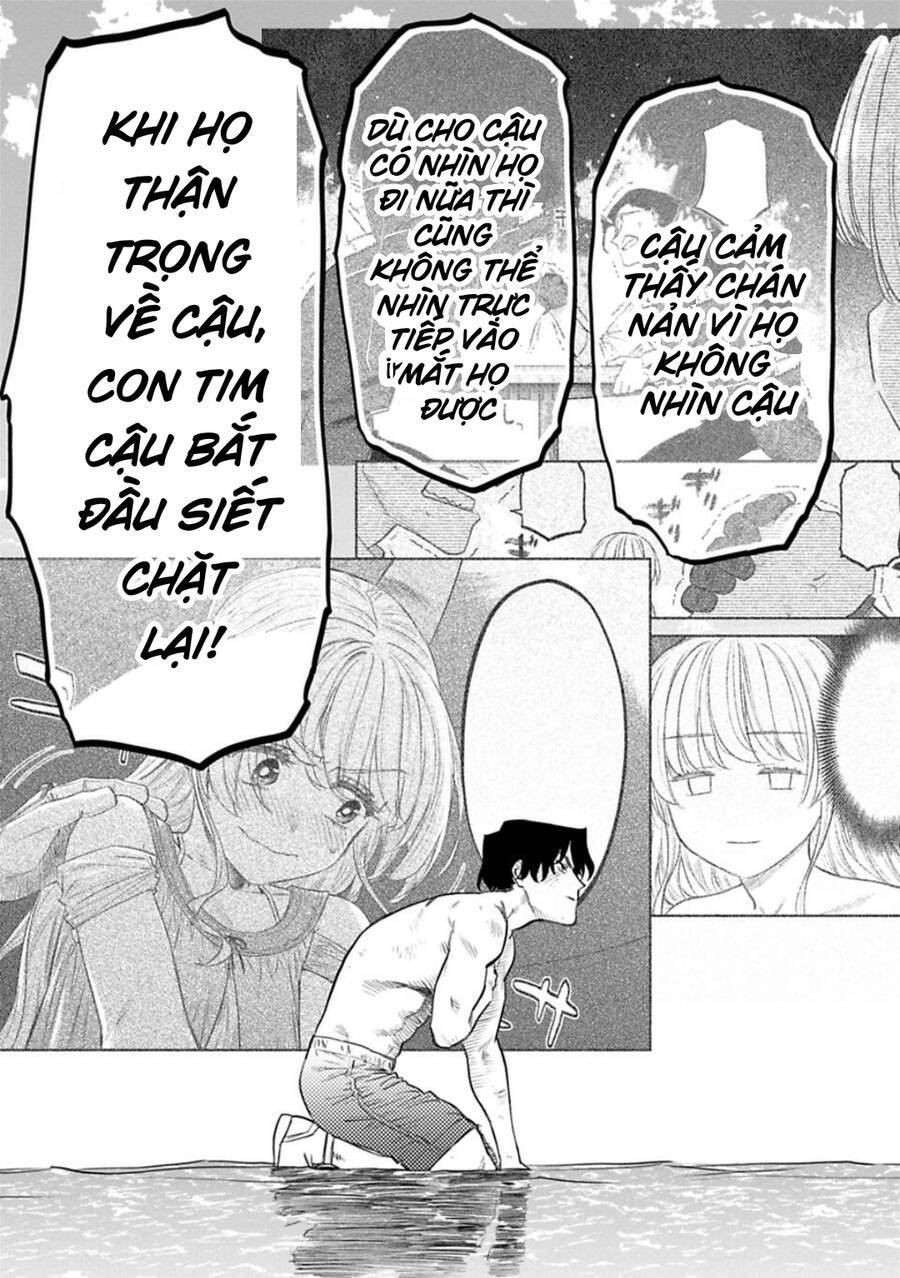 CẬU CẢM
THẤY CHÁN
NẢN VÌ HỌ
KHÔNG
NHÌN CẬU
DÙ CHO CẬU
CÓ NHÌN HỌ
ĐI NỮA THÌ
CŨNG
KHÔNG THỂ
NHÌN TRỰC
TIẾP VÀO
MẮT HỌ
ĐƯỢC
KHI HỌ
THẬN
TRỌNG
VỀ CẬU,
CON TIM
CẬU BẮT
ĐẦU SIẾT
CHẶT
LẠI!